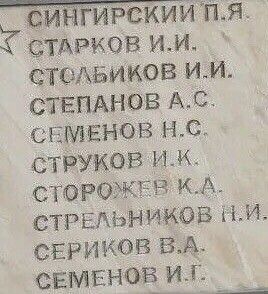 СИНГИРСКИЙ П.Я.
СТАРКОВ И.И.
СТОЛБИКОВ И.И.
СТЕПАНОВ А.С.
СЕМЕНОВ Н.С.
СТРУКОВ И.К.
СТОРОЖЕВ К.А.
СТРЕЛЬНИКОВ Н.И.
СЕРИКОВ В.А.
СЕМЕНОВ И.Г.